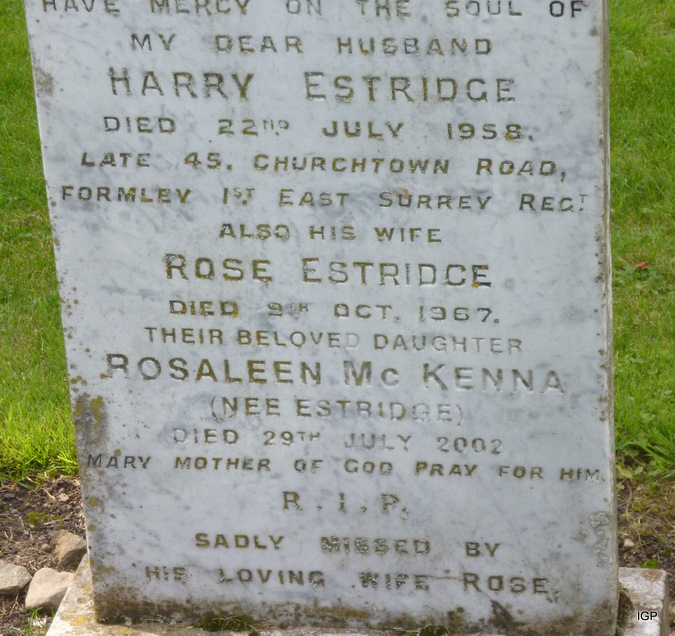 HAVE MERCY ON THE SOUL OF
MY DEAR HUSBAND
HARRY ESTRIDGE
DIED 22ND JULY 1958.
LATE 45, CHURCHTOWN ROAD,
FORMLEY 1ST EAST SURREY REGT
ALSO HIS WIFE
ROSE ESTRIDGE
DIED 9TH OCT. 1967.
THEIR BELOVED DAUGHTER
ROSALEEN MC KENNA
(NEE ESTRIDGE)
DIED 29TH JULY 2002
MARY MOTHER OF GOD PRAY FOR HIM
R.I.P.
SADLY MISSED BY
HIS LOVING WIFE ROSE
IGP